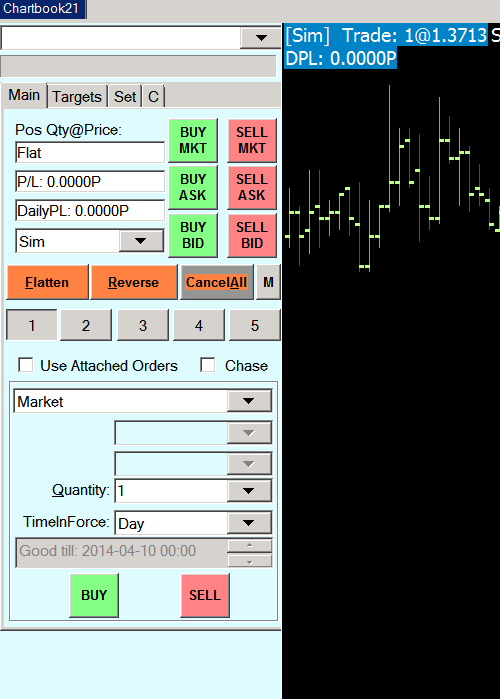 Chartbook21
[Sim] Trade: 1@1.3713 S
DPL: 0.0000P
Main Targets Set C
Pos Qty@Price:
Flat
P/L: 0.0000P
DailyPL: 0.0000P
Sim
BUY MKT
SELL MKT
BUY ASK
SELL ASK
BUY BID
SELL BID
Flatten Reverse CancelAll M
1 2 3 4 5
Use Attached Orders Chase
Market
Quantity: 1
TimeInForce: Day
Good till: 2014-04-10 00:00
BUY SELL